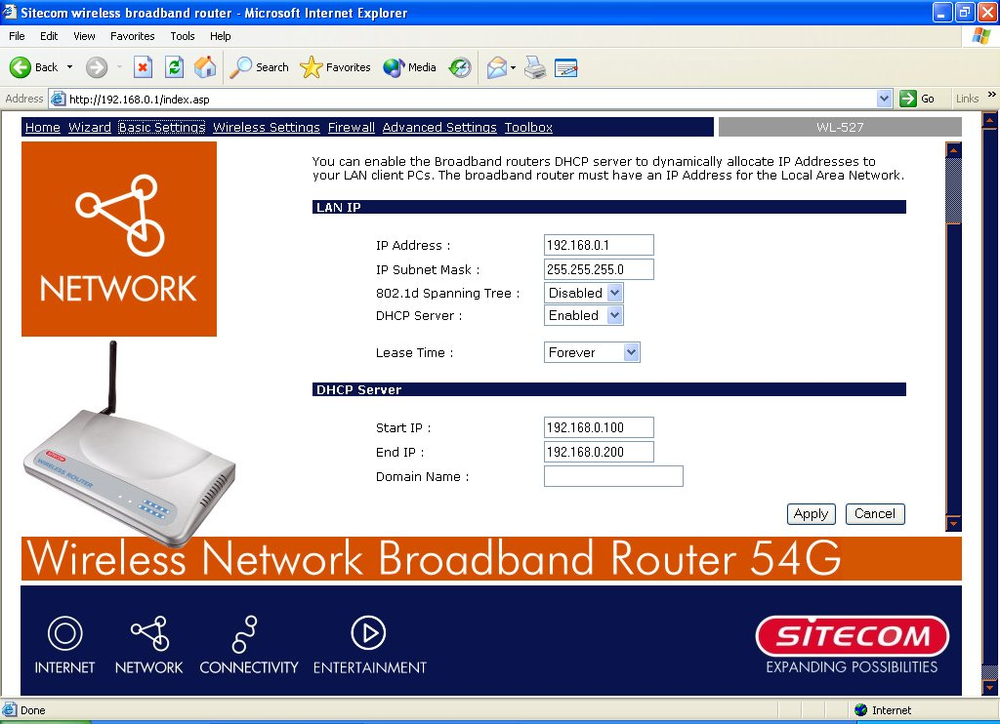 Sitecom wireless broadband router - Microsoft Internet Explorer
File Edit View Favorites Tools Help
Back Search Favorites Media
Address http://192.168.0.1/index.asp Go Links »
Home Wizard Basic Settings Wireless Settings Firewall Advanced Settings Toolbox WL-527
You can enable the Broadband routers DHCP server to dynamically allocate IP Addresses to
your LAN client PCs. The broadband router must have an IP Address for the Local Area Network.
NETWORK
LAN IP
IP Address : 192.168.0.1
IP Subnet Mask : 255.255.255.0
802.1d Spanning Tree : Disabled
DHCP Server : Enabled
Lease Time : Forever
DHCP Server
Start IP : 192.168.0.100
End IP : 192.168.0.200
Domain Name :
Apply Cancel
SITECOM
WIRELESS ROUTER
Wireless Network Broadband Router 54G
INTERNET NETWORK CONNECTIVITY ENTERTAINMENT
SITECOM
EXPANDING POSSIBILITIES
Done Internet